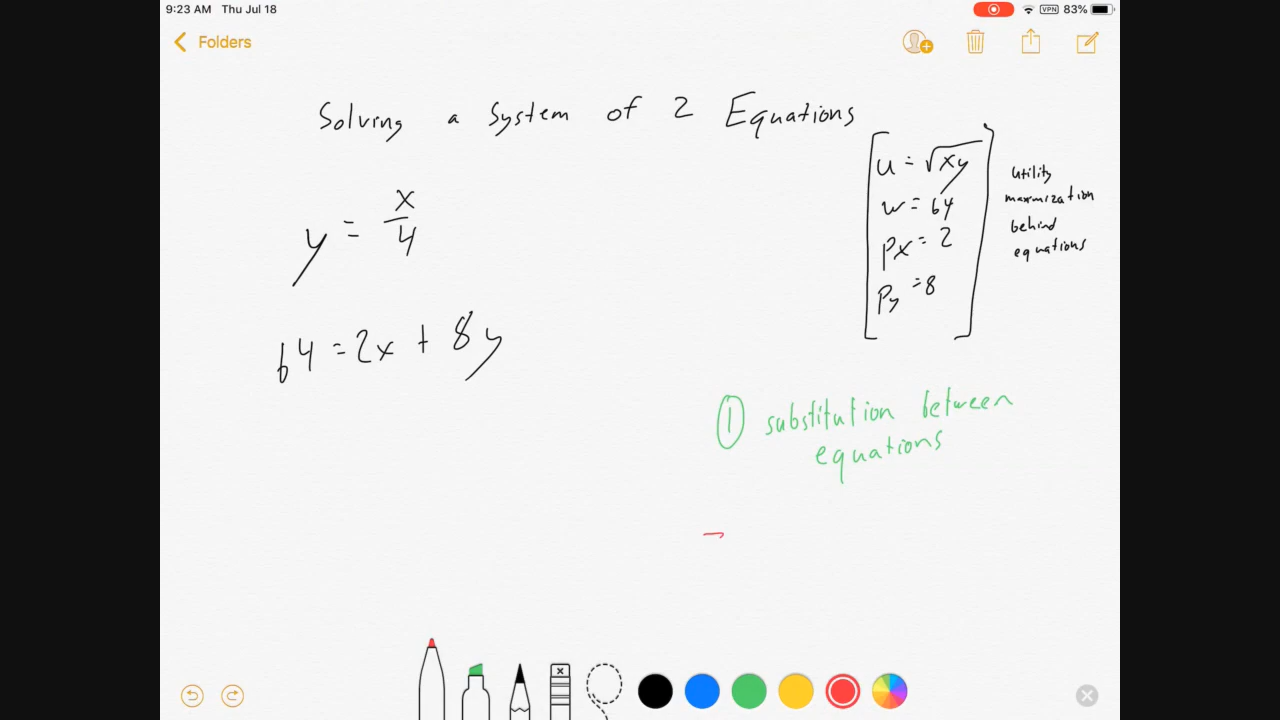 9:23 AM Thu Jul 18
VPN 83%
Folders
Solving a System of 2 Equations
y = x/4
64 = 2x + 8y
u = √xy
w = 64
px = 2
py = 8
utility
maximization
behind
equations
① substitution between
equations